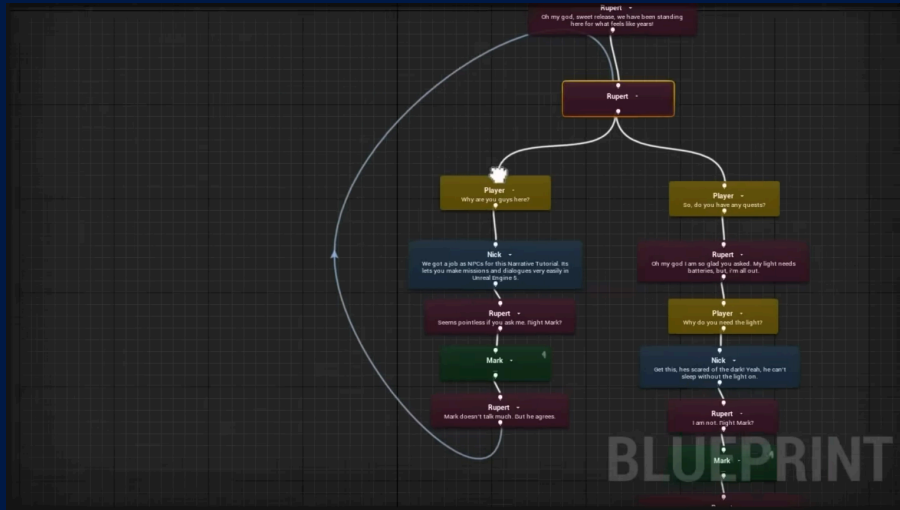 Rupert -
Oh my god, sweet release, we have been standing
here for what feels like years!
Rupert -
Player -
Why are you guys here?
Nick -
We got a job as NPCs for this Narrative Tutorial. Its
lets you make missions and dialogues very easily in
Unreal Engine 5.
Rupert -
Seems pointless if you ask me. Right Mark?
Mark -
Rupert -
Mark doesn't talk much. But he agrees.
Player -
So, do you have any quests?
Rupert -
Oh my god I am so glad you asked. My light needs
batteries, but, I'm all out.
Player -
Why do you need the light?
Nick -
Get this, hes scared of the dark! Yeah, he can't
sleep without the light on.
Rupert -
I am not. Right Mark?
Mark -
BLUEPRINT